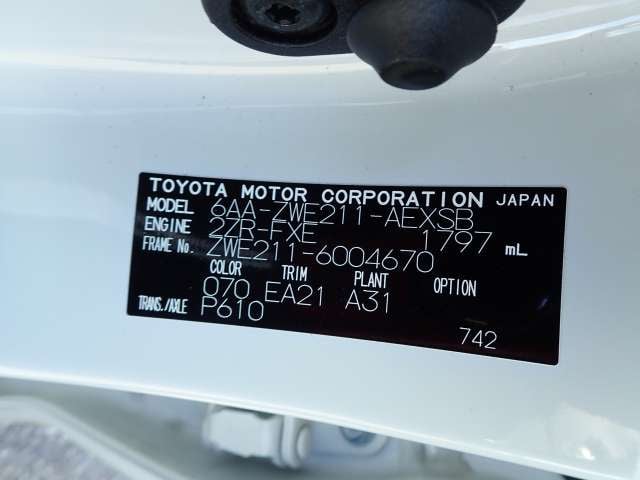 TOYOTA MOTOR CORPORATION JAPAN
MODEL 6AA-ZWE211-AEXSB
ENGINE 2ZR-FXE 1797 mL
FRAME No. ZWE211-6004670
COLOR TRIM PLANT OPTION
070 EA21 A31
TRANS./AXLE P610
742